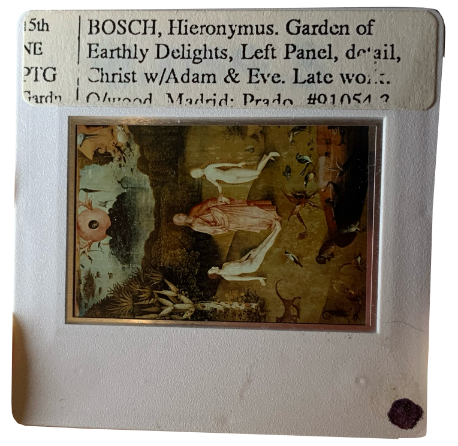 15th BOSCH, Hieronymus. Garden of
NE Earthly Delights, Left Panel, detail,
PTG Christ w/Adam & Eve. Late work.
Gardn O/wood. Madrid: Prado. #91054